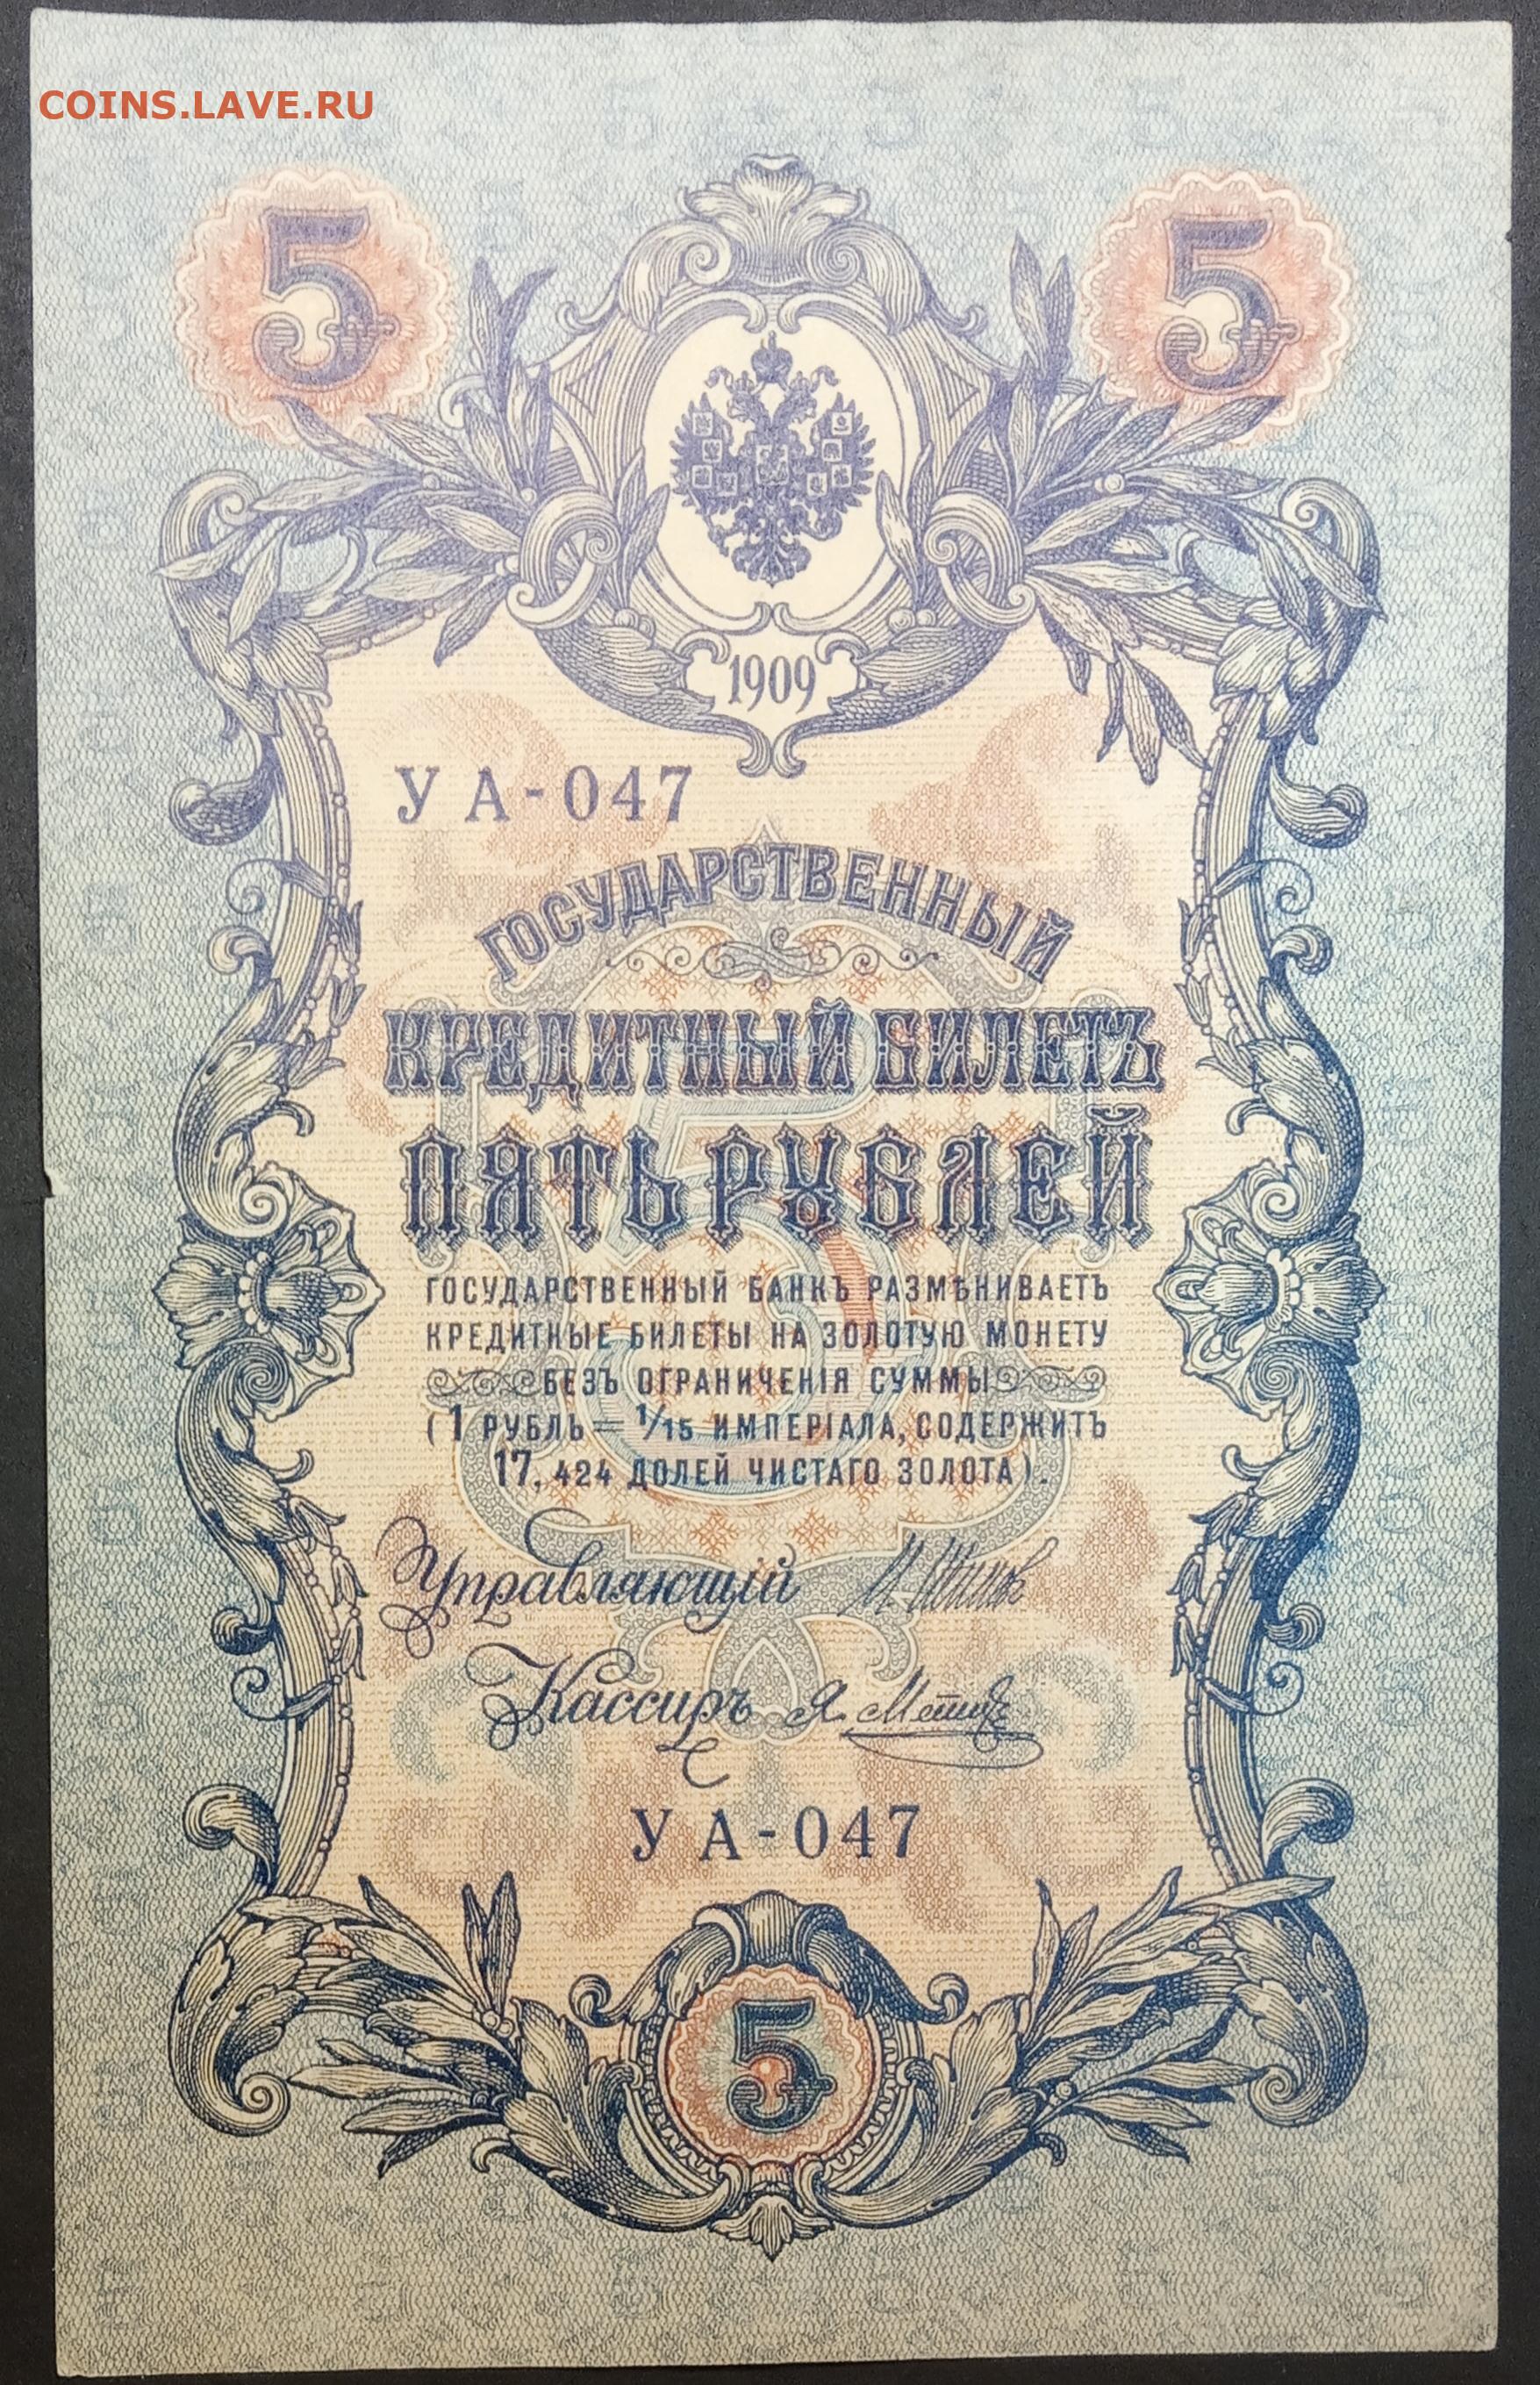 COINS.LAVE.RU
5 5
1909
УА-047
ГОСУДАРСТВЕННЫЙ
КРЕДИТНЫЙ БИЛЕТЪ
ПЯТЬ РУБЛЕЙ
ГОСУДАРСТВЕННЫЙ БАНКЪ РАЗМѢНИВАЕТЪ
КРЕДИТНЫЕ БИЛЕТЫ НА ЗОЛОТУЮ МОНЕТУ
БЕЗЪ ОГРАНИЧЕНІЯ СУММЫ
(1 РУБЛЬ = 1/15 ИМПЕРІАЛА, СОДЕРЖИТЪ
17,424 ДОЛЕЙ ЧИСТАГО ЗОЛОТА).
Управляющій И. Шипов
Кассиръ Я. Метц
УА-047
5